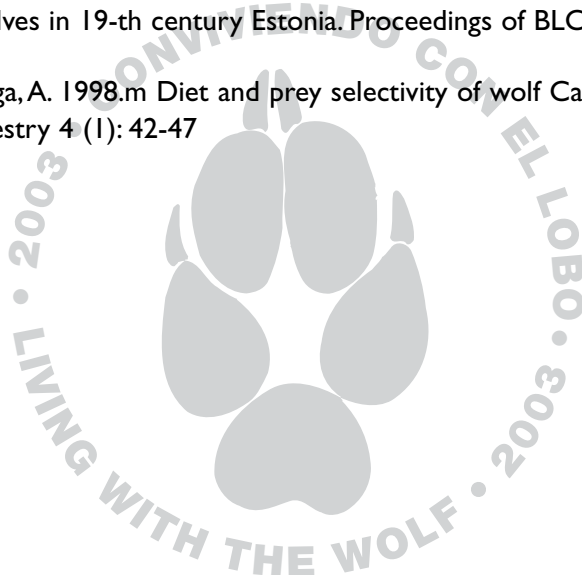 lves in 19-th century Estonia. Proceedings of BLC
ga, A. 1998.m Diet and prey selectivity of wolf Ca
estry 4 (1): 42-47
• CONVIVIENDO CON EL LOBO •
2003 • LIVING WITH THE WOLF • 2003